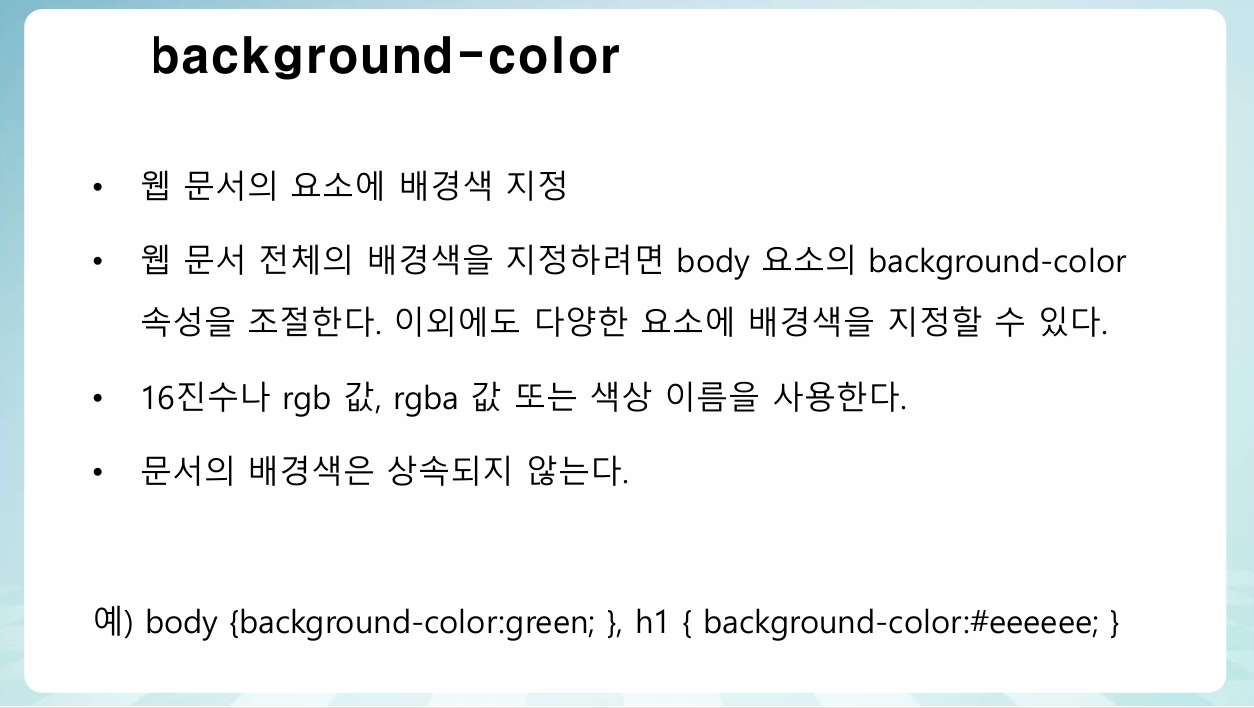 background-color
• 웹 문서의 요소에 배경색 지정
• 웹 문서 전체의 배경색을 지정하려면 body 요소의 background-color
속성을 조절한다. 이외에도 다양한 요소에 배경색을 지정할 수 있다.
• 16진수나 rgb 값, rgba 값 또는 색상 이름을 사용한다.
• 문서의 배경색은 상속되지 않는다.
예) body {background-color:green; }, h1 { background-color:#eeeeee; }